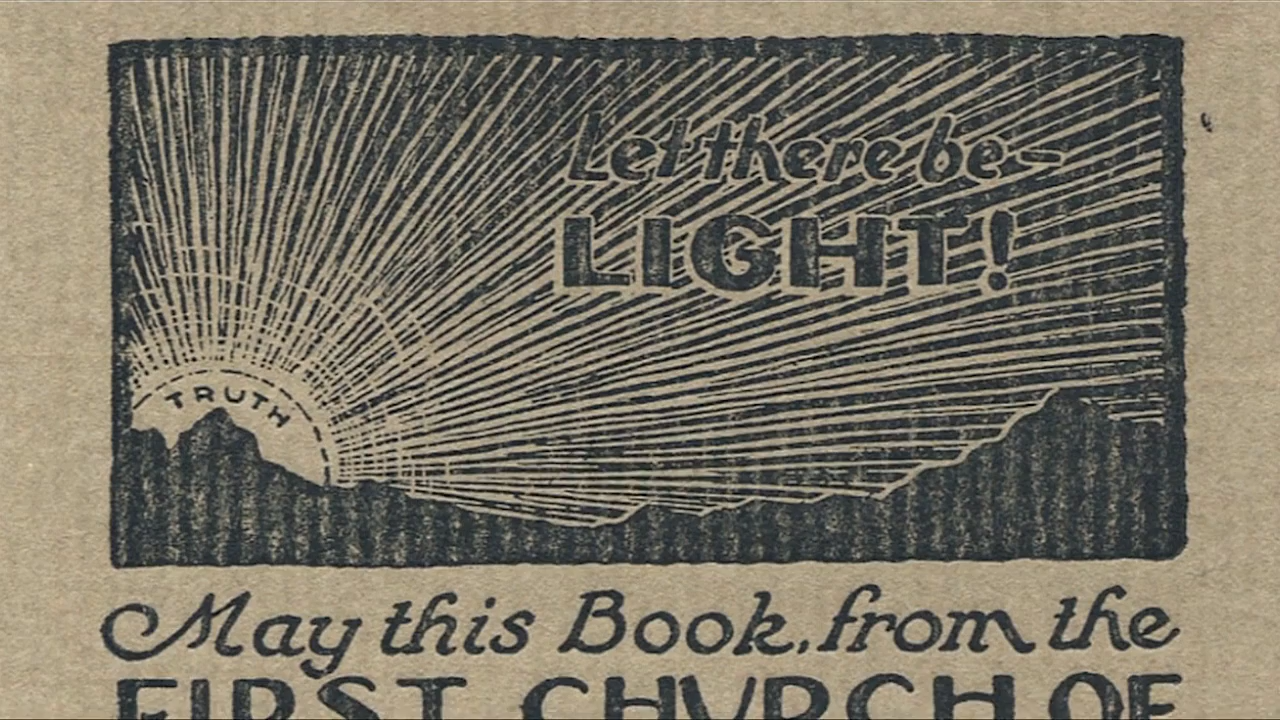 Let there be—
LIGHT!
TRUTH
May this Book, from the
FIRST CHVRCH OF